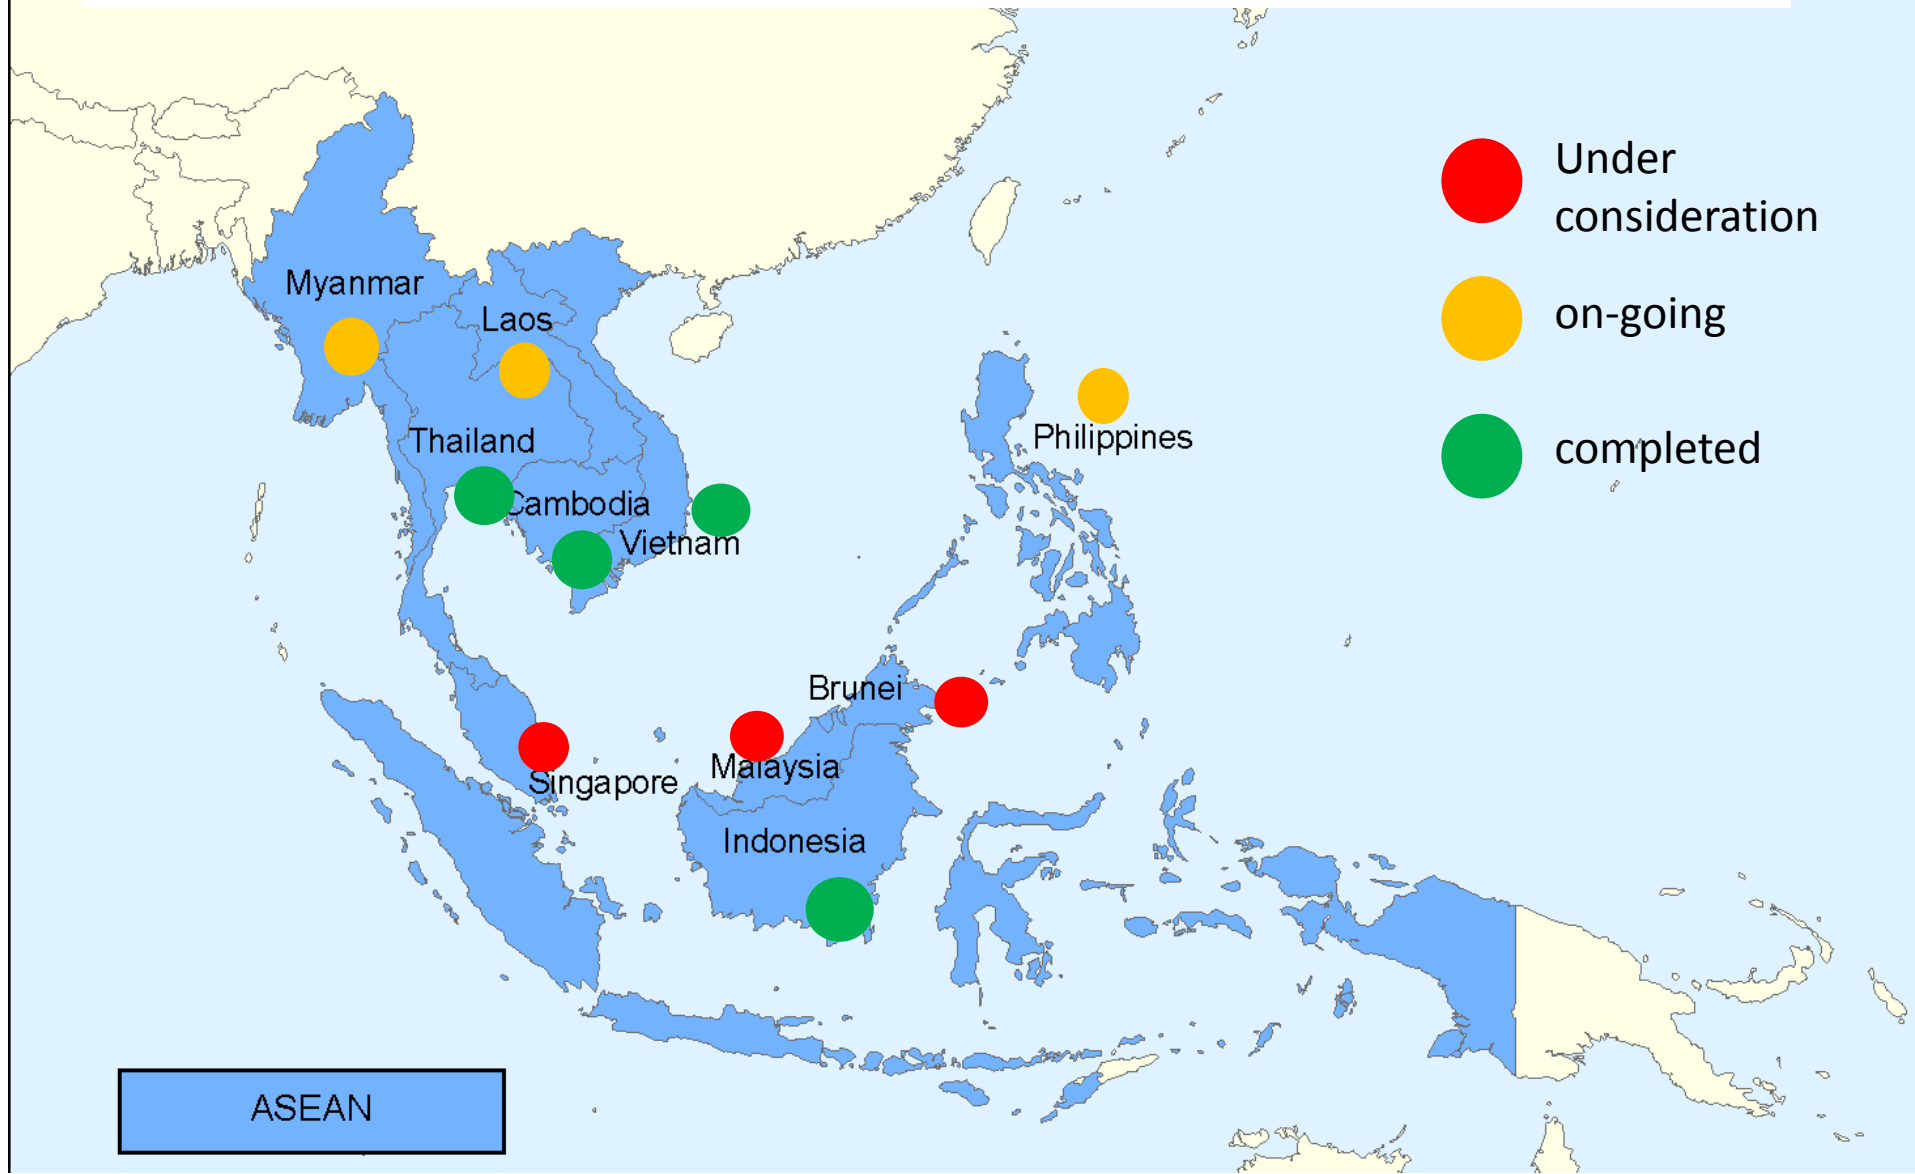 Under
consideration
on-going
completed
Myanmar
Laos
Thailand
Cambodia
Vietnam
Philippines
Brunei
Malaysia
Singapore
Indonesia
ASEAN